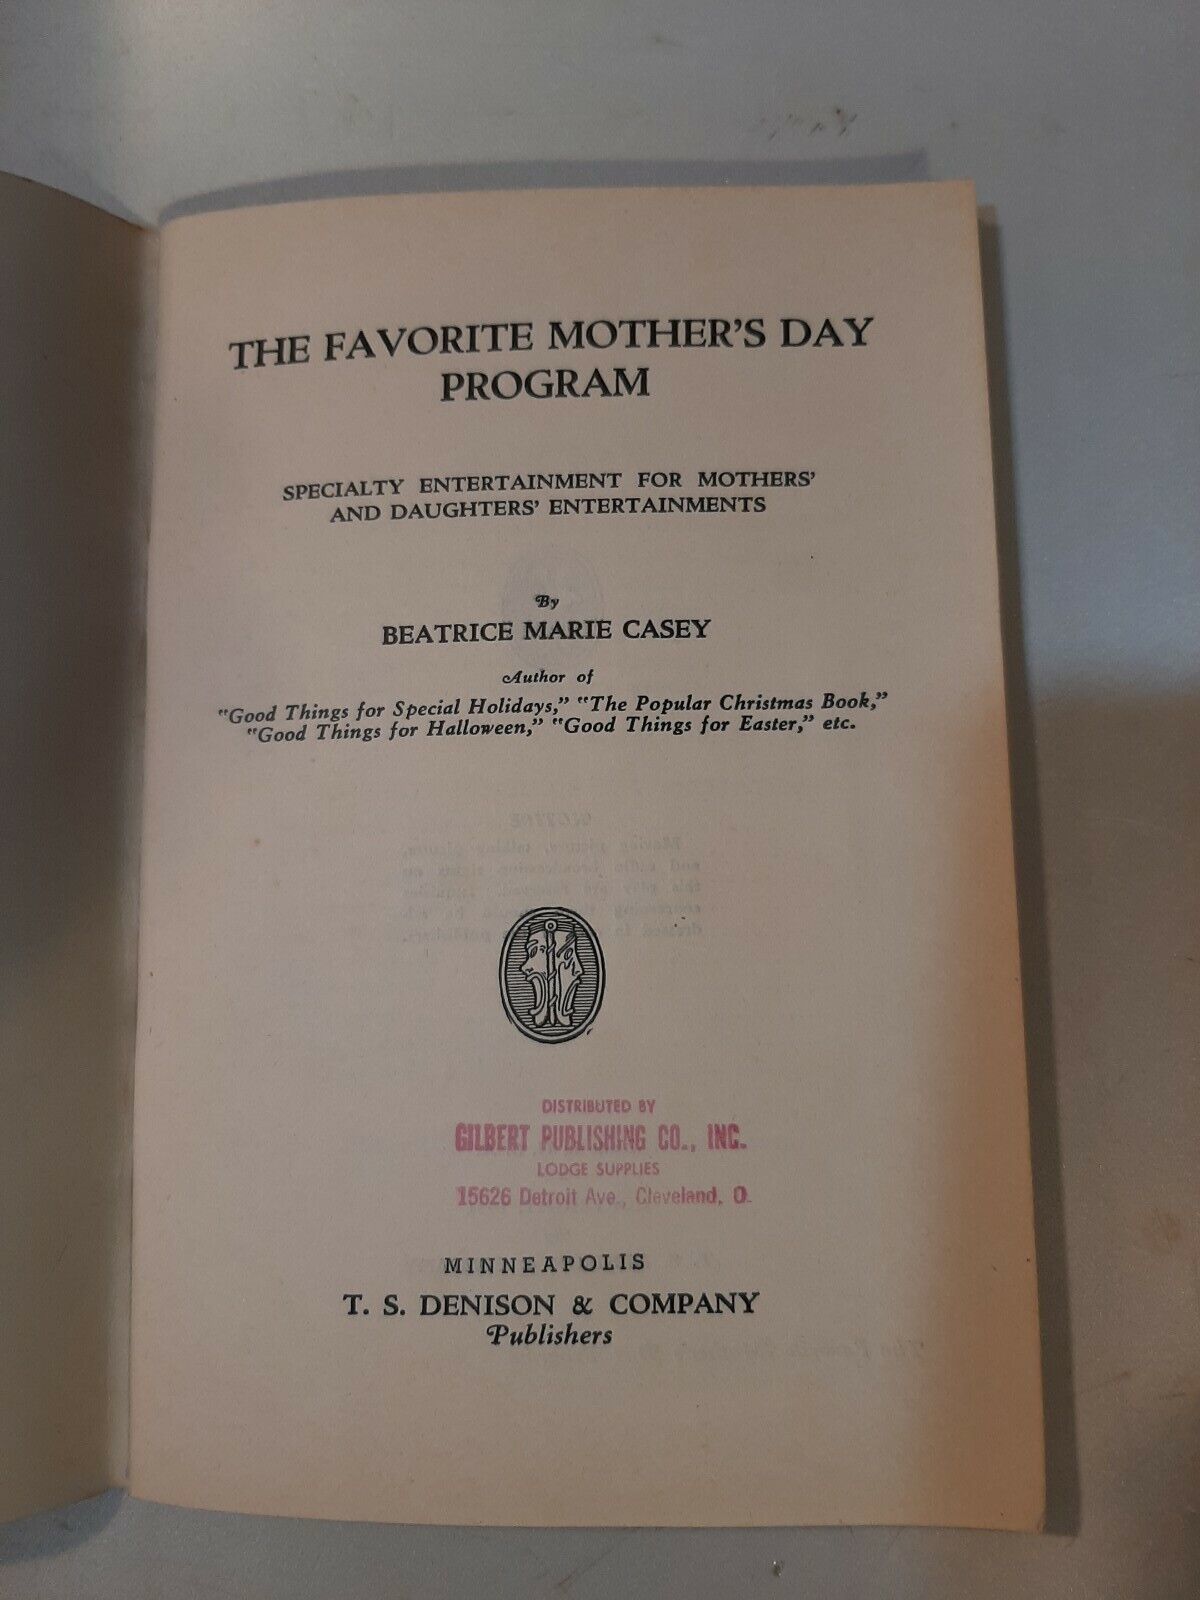 THE FAVORITE MOTHER'S DAY
PROGRAM
SPECIALTY ENTERTAINMENT FOR MOTHERS'
AND DAUGHTERS' ENTERTAINMENTS
By
BEATRICE MARIE CASEY
Author of
"Good Things for Special Holidays," "The Popular Christmas Book,"
"Good Things for Halloween," "Good Things for Easter," etc.
DISTRIBUTED BY
GILBERT PUBLISHING CO., INC.
LODGE SUPPLIES
15626 Detroit Ave., Cleveland, O.
MINNEAPOLIS
T. S. DENISON & COMPANY
Publishers